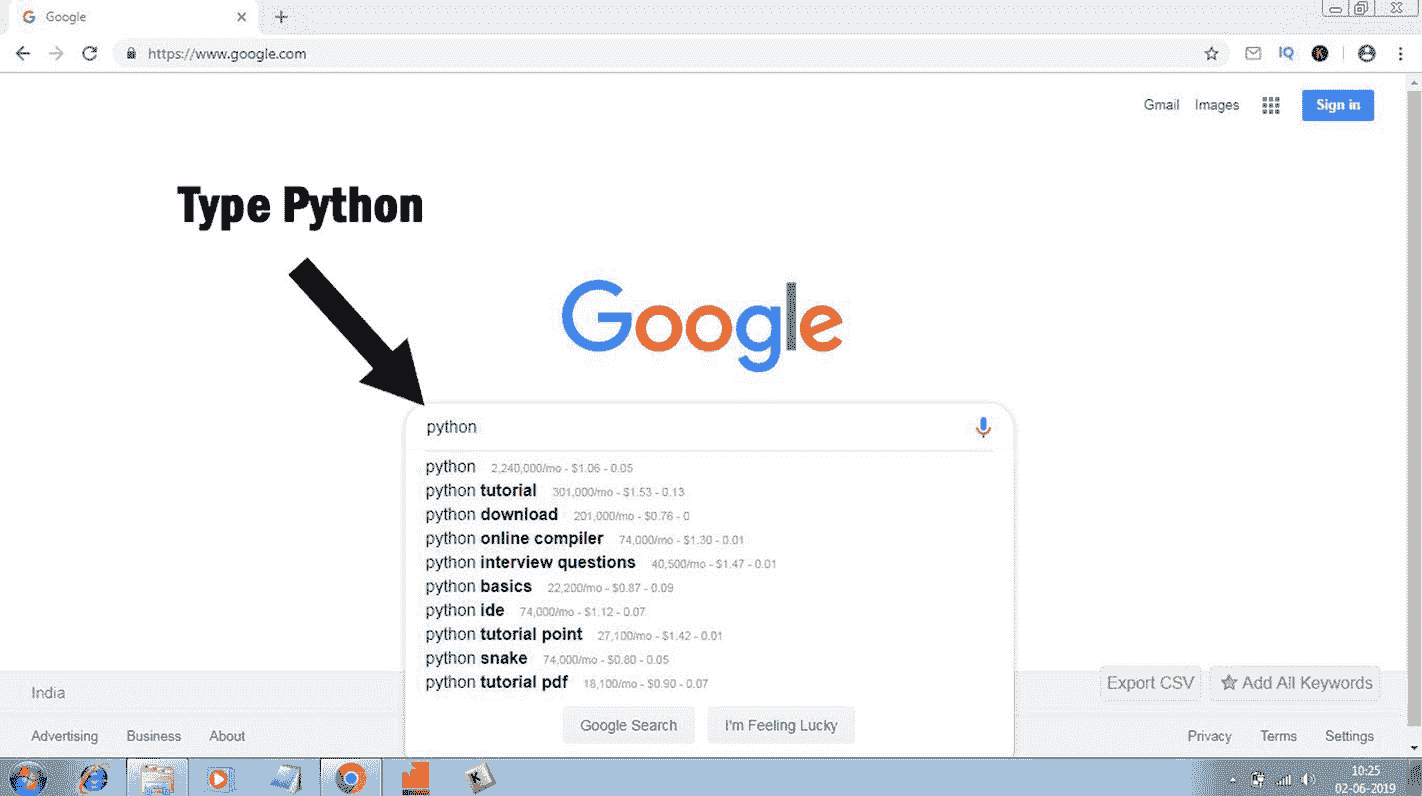 Google
https://www.google.com
IQ
K
Gmail Images Sign in
Type Python
Google
python
python 2,240,000/mo - $1.06 - 0.05
python tutorial 301,000/mo - $1.53 - 0.13
python download 201,000/mo - $0.76 - 0
python online compiler 74,000/mo - $1.30 - 0.01
python interview questions 40,500/mo - $1.47 - 0.01
python basics 22,200/mo - $0.87 - 0.09
python ide 74,000/mo - $1.12 - 0.07
python tutorial point 27,100/mo - $1.42 - 0.01
python snake 74,000/mo - $0.80 - 0.05
python tutorial pdf 18,100/mo - $0.90 - 0.07
Export CSV Add All Keywords
India
Google Search I'm Feeling Lucky
Advertising Business About Privacy Terms Settings
K
10:25
02-06-2019